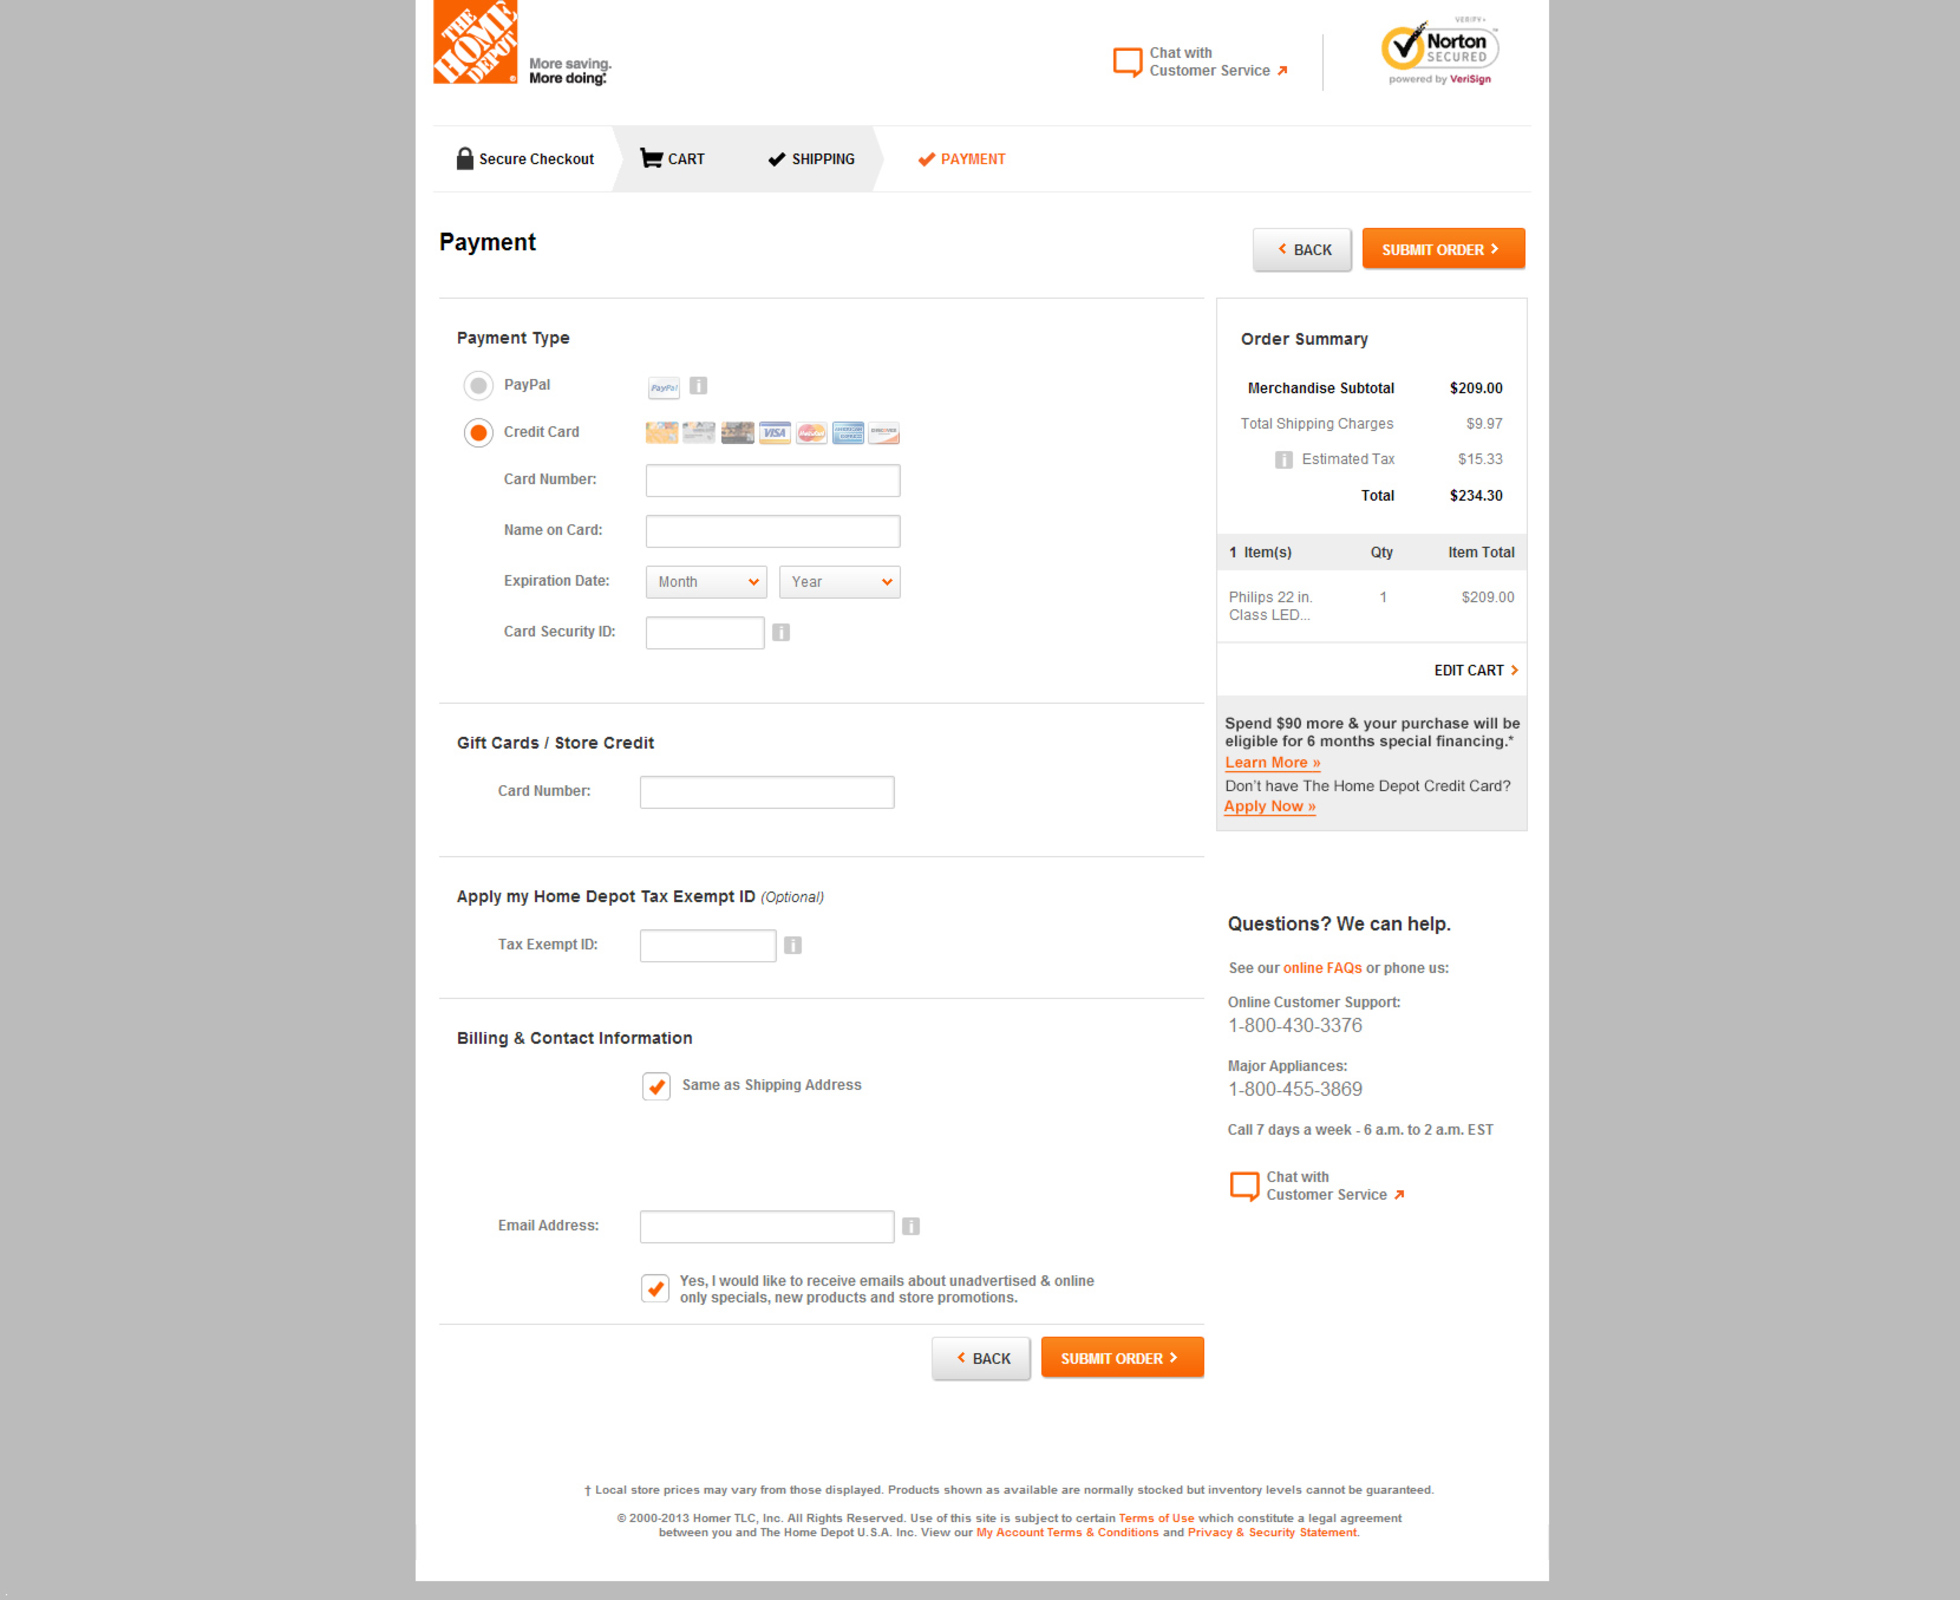 THE
HOME
DEPOT
More saving.
More doing.
Chat with
Customer Service
VERIFY
Norton
SECURED
powered by VeriSign
Secure Checkout
CART
SHIPPING
PAYMENT
Payment
BACK
SUBMIT ORDER
Payment Type
PayPal
PayPal
Credit Card
VISA
Card Number:
Name on Card:
Expiration Date:
Month
Year
Card Security ID:
Gift Cards / Store Credit
Card Number:
Apply my Home Depot Tax Exempt ID (Optional)
Tax Exempt ID:
Billing & Contact Information
Same as Shipping Address
Email Address:
Yes, I would like to receive emails about unadvertised & online
only specials, new products and store promotions.
BACK
SUBMIT ORDER
Order Summary
Merchandise Subtotal $209.00
Total Shipping Charges $9.97
Estimated Tax $15.33
Total $234.30
1 Item(s) Qty Item Total
Philips 22 in. 1 $209.00
Class LED...
EDIT CART
Spend $90 more & your purchase will be
eligible for 6 months special financing.*
Learn More »
Don't have The Home Depot Credit Card?
Apply Now »
Questions? We can help.
See our online FAQs or phone us:
Online Customer Support:
1-800-430-3376
Major Appliances:
1-800-455-3869
Call 7 days a week - 6 a.m. to 2 a.m. EST
Chat with
Customer Service
† Local store prices may vary from those displayed. Products shown as available are normally stocked but inventory levels cannot be guaranteed.
© 2000-2013 Homer TLC, Inc. All Rights Reserved. Use of this site is subject to certain Terms of Use which constitute a legal agreement
between you and The Home Depot U.S.A. Inc. View our My Account Terms & Conditions and Privacy & Security Statement.